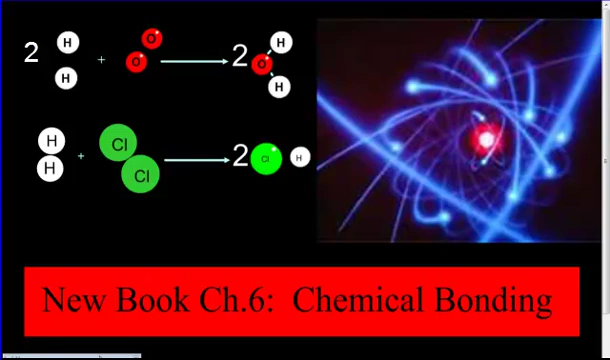 2 H H + O O 2 O H H
H H + Cl Cl 2 Cl H
New Book Ch.6: Chemical Bonding